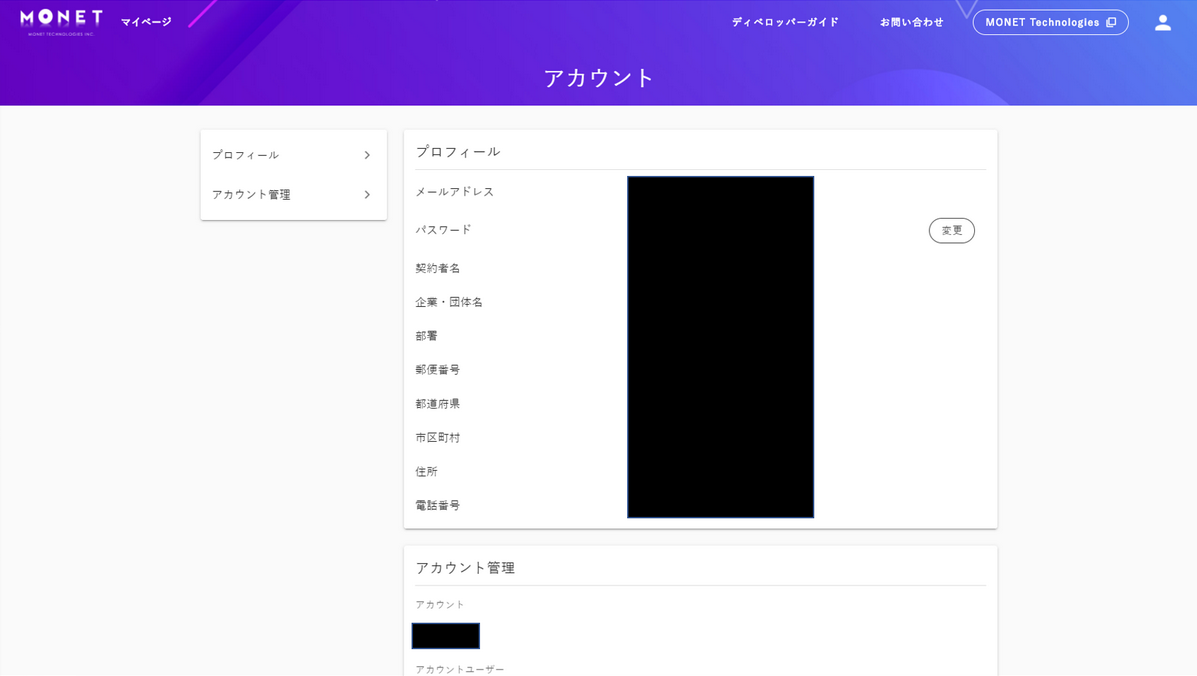 MONET
MONET TECHNOLOGIES INC.
マイページ
ディベロッパーガイド
お問い合わせ
MONET Technologies
アカウント
プロフィール
アカウント管理
プロフィール
メールアドレス
パスワード
変更
契約者名
企業・団体名
部署
郵便番号
都道府県
市区町村
住所
電話番号
アカウント管理
アカウント
アカウントユーザー